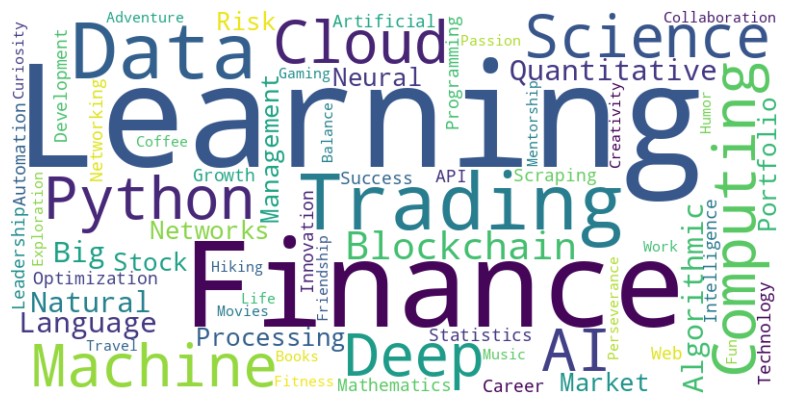 Adventure
Risk
Artificial
Collaboration
Data
Cloud
Science
Passion
Curiosity
Development
Programming
Learning
Gaming
Neural
Quantitative
Networking
Automation
Coffee
Management
Balance
Mentorship
Creativity
Humor
Computing
Portfolio
Growth
Success
API
Scraping
Python
Trading
Leadership
Exploration
Networks
Innovation
Friendship
Blockchain
Algorithmic
Intelligence
Work
Big
Stock
Hiking
Finance
Optimization
Natural
Life
Movies
Perseverance
Technology
Language
Processing
Statistics
Travel
Machine
Books
Deep
Music
AI
Web
Fun
Fitness
Mathematics
Career
Market